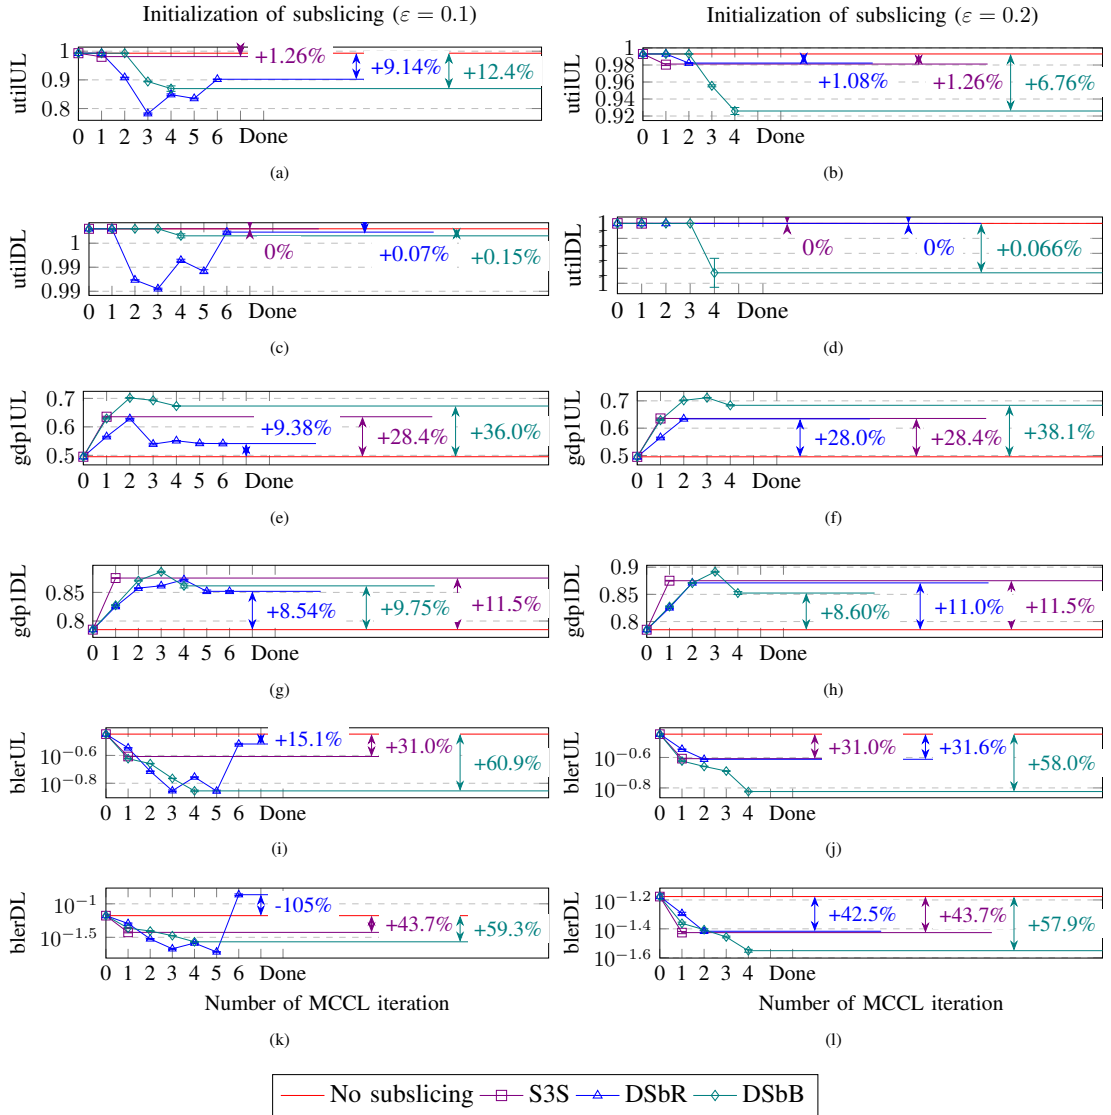 Initialization of subslicing (ε = 0.1)
Initialization of subslicing (ε = 0.2)
utilUL
1
0.9
0.8
+1.26%
+9.14%
+12.4%
0 1 2 3 4 5 6 Done
(a)
utilUL
1
0.98
0.96
0.94
0.92
+1.08%
+1.26%
+6.76%
0 1 2 3 4 Done
(b)
utilDL
1
0.99
0.99
0%
+0.07%
+0.15%
0 1 2 3 4 5 6 Done
(c)
utilDL
1
1
0%
0%
+0.066%
0 1 2 3 4 Done
(d)
gdp1UL
0.7
0.6
0.5
+9.38%
+28.4%
+36.0%
0 1 2 3 4 5 6 Done
(e)
gdp1UL
0.7
0.6
0.5
+28.0%
+28.4%
+38.1%
0 1 2 3 4 Done
(f)
gdp1DL
0.85
0.8
+8.54%
+9.75%
+11.5%
0 1 2 3 4 5 6 Done
(g)
gdp1DL
0.9
0.85
0.8
+8.60%
+11.0%
+11.5%
0 1 2 3 4 Done
(h)
blerUL
10^−0.6
10^−0.8
+15.1%
+31.0%
+60.9%
0 1 2 3 4 5 6 Done
(i)
blerUL
10^−0.6
10^−0.8
+31.0%
+31.6%
+58.0%
0 1 2 3 4 Done
(j)
blerDL
10^−1
10^−1.5
-105%
+43.7%
+59.3%
0 1 2 3 4 5 6 Done
Number of MCCL iteration
(k)
blerDL
10^−1.2
10^−1.4
10^−1.6
+42.5%
+43.7%
+57.9%
0 1 2 3 4 Done
Number of MCCL iteration
(l)
No subslicing S3S DSbR DSbB